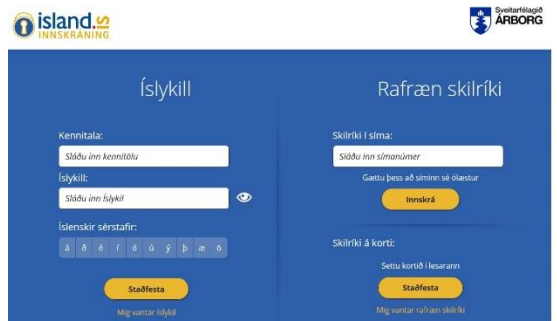 island.is
INNSKRÁNING
Sveitarfélagið
ÁRBORG
Íslykill
Kennitala:
Sláðu inn kennitölu
Íslykill:
Sláðu inn Íslykil
Íslenskir sérstafir:
á ð é í ó ú ý þ æ ö
Staðfesta
Mig vantar íslykil
Rafræn skilríki
Skilríki í síma:
Sláðu inn símanúmer
Gættu þess að síminn sé ólæstur
Innskrá
Skilríki á korti:
Settu kortið í lesarann
Staðfesta
Mig vantar rafræn skilríki